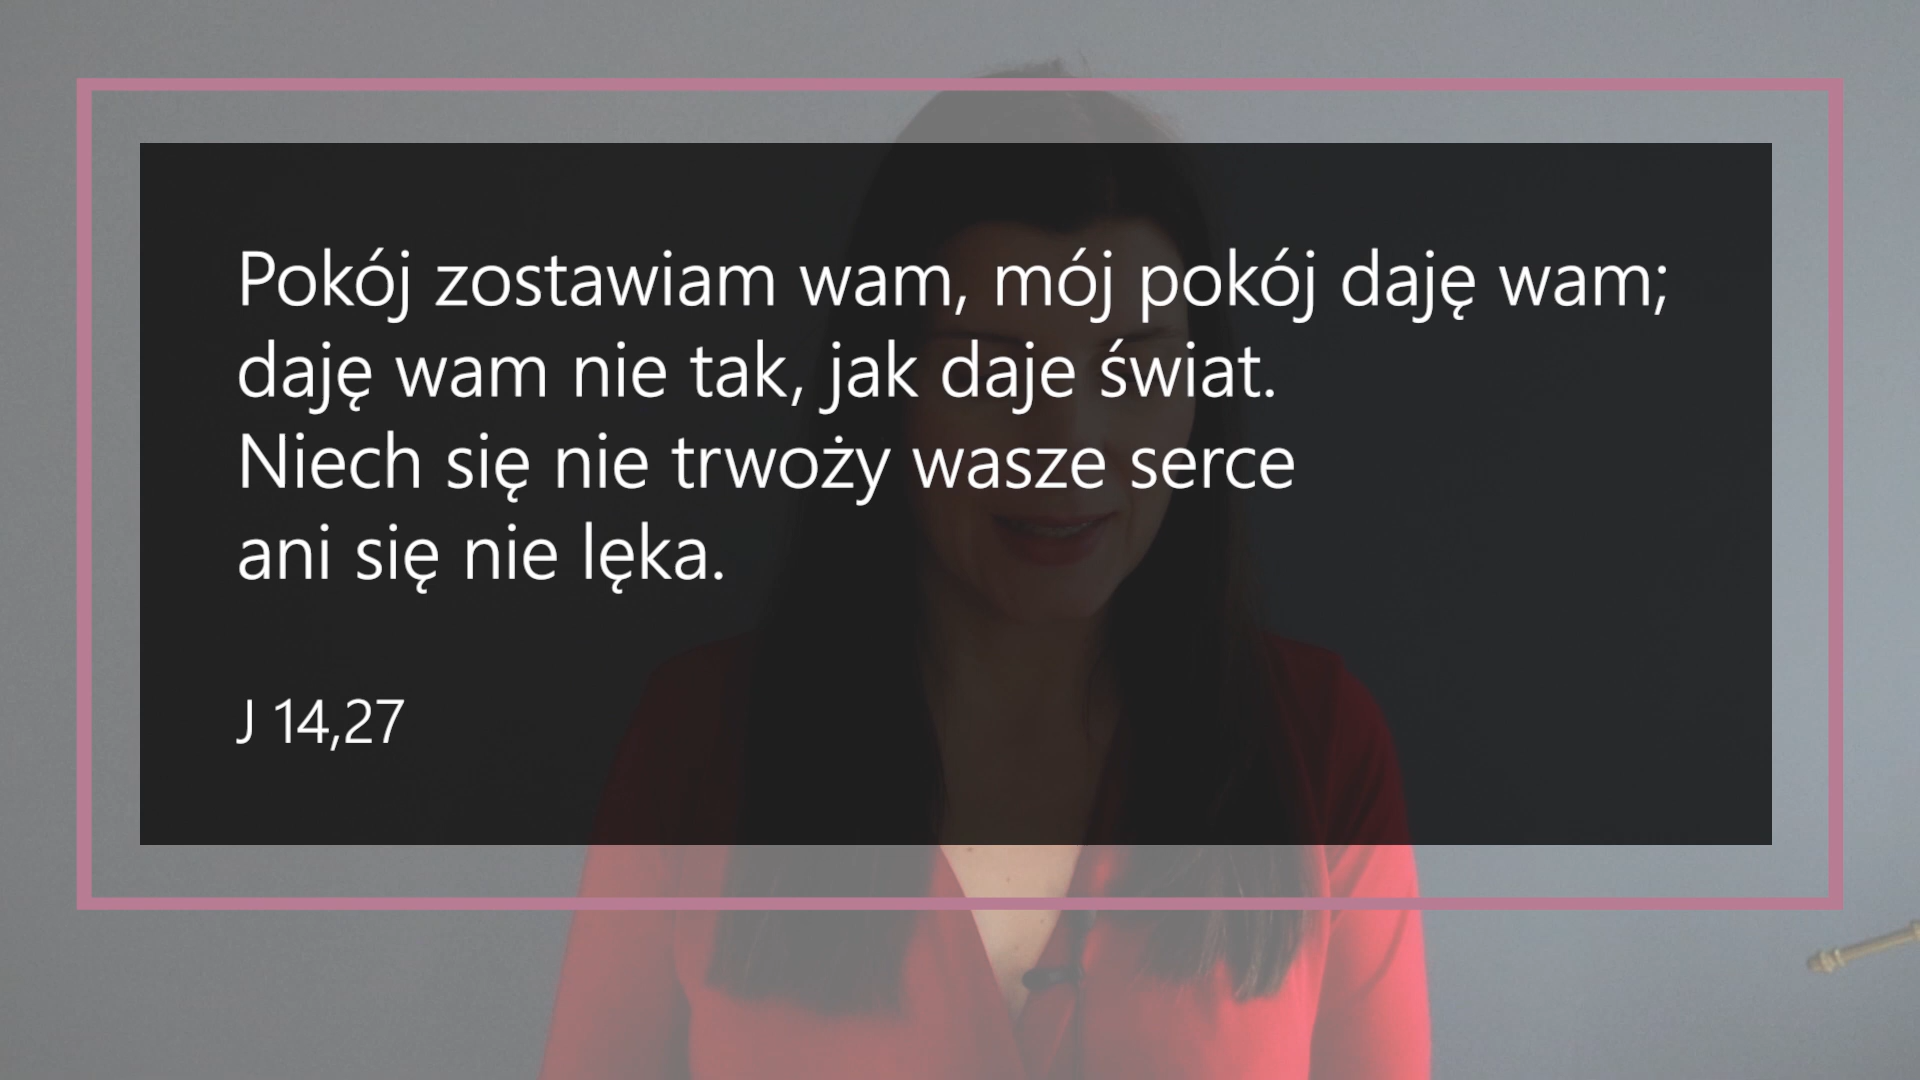 Pokój zostawiam wam, mój pokój daję wam;
daję wam nie tak, jak daje świat.
Niech się nie trwoży wasze serce
ani się nie lęka.
J 14,27